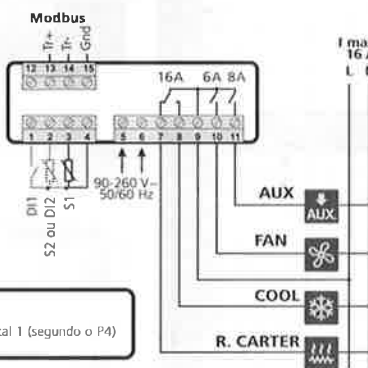 Modbus
Tr+
Tr-
Gnd
12 13 14 15
16A 6A 8A
I ma
16
L
1 2 3 4 5 6 7 8 9 10 11
DI1
S2 ou DI2
S1
90-260 V~
50/60 Hz
AUX
AUX
FAN
COOL
R. CARTER
tal 1 (segundo o P4)